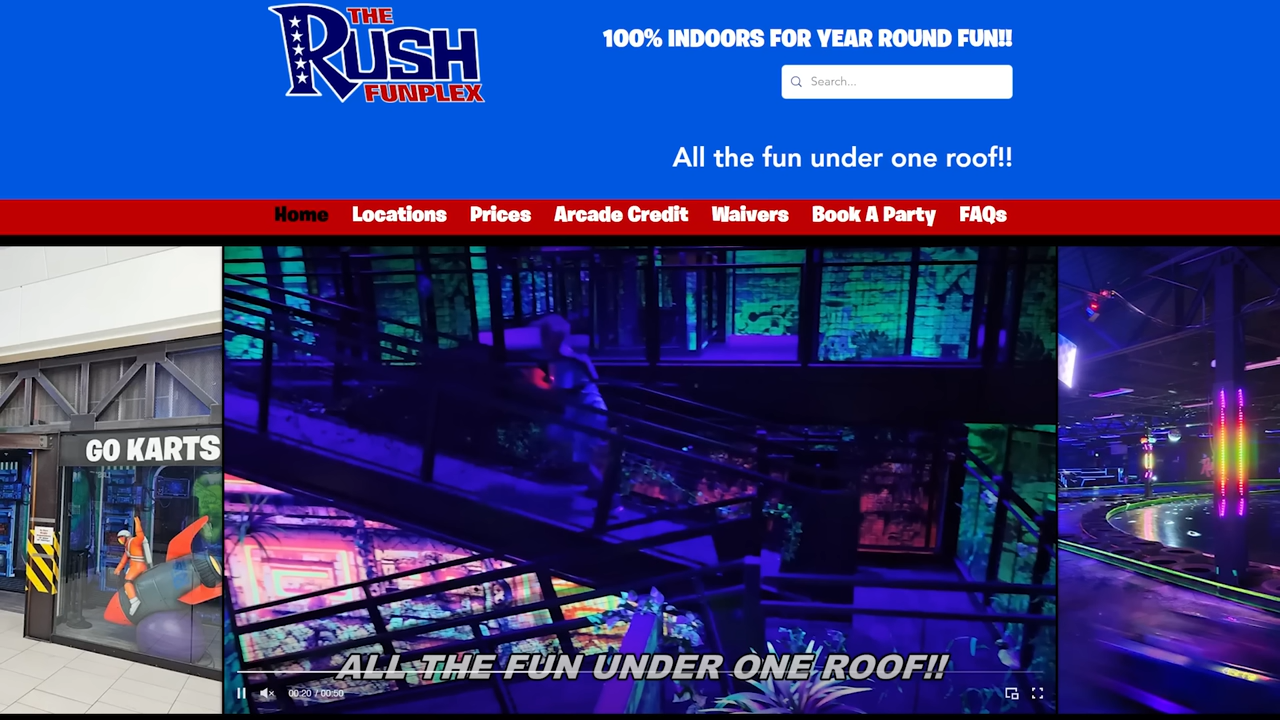 THE
RUSH
FUNPLEX
100% INDOORS FOR YEAR ROUND FUN!!
Search...
All the fun under one roof!!
Home Locations Prices Arcade Credit Waivers Book A Party FAQs
GO KARTS
ALL THE FUN UNDER ONE ROOF!!
00:20 / 00:50